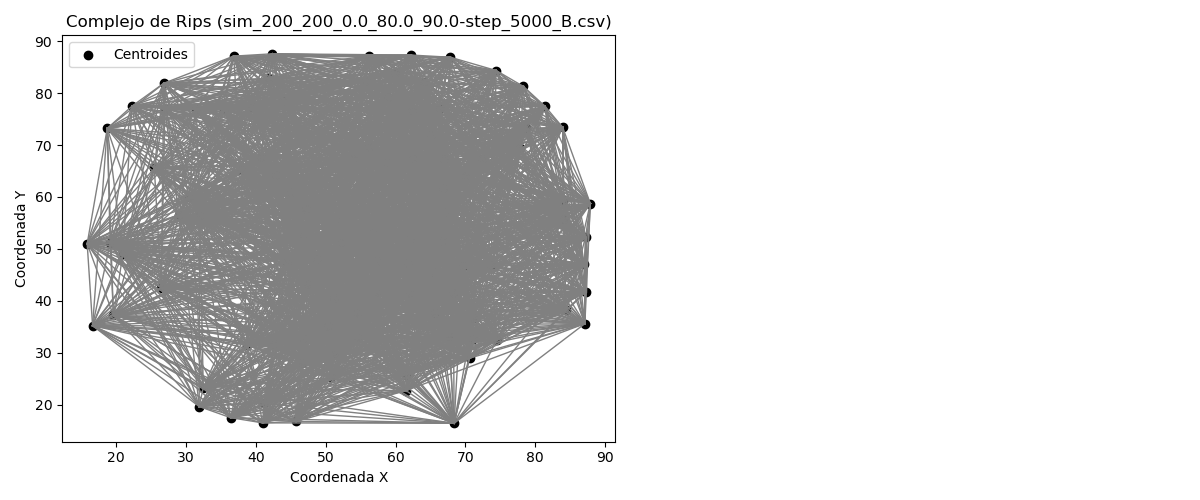 Complejo de Rips (sim_200_200_0.0_80.0_90.0-step_5000_B.csv)
Centroides
90
80
70
60
50
40
30
20
Coordenada Y
20 30 40 50 60 70 80 90
Coordenada X